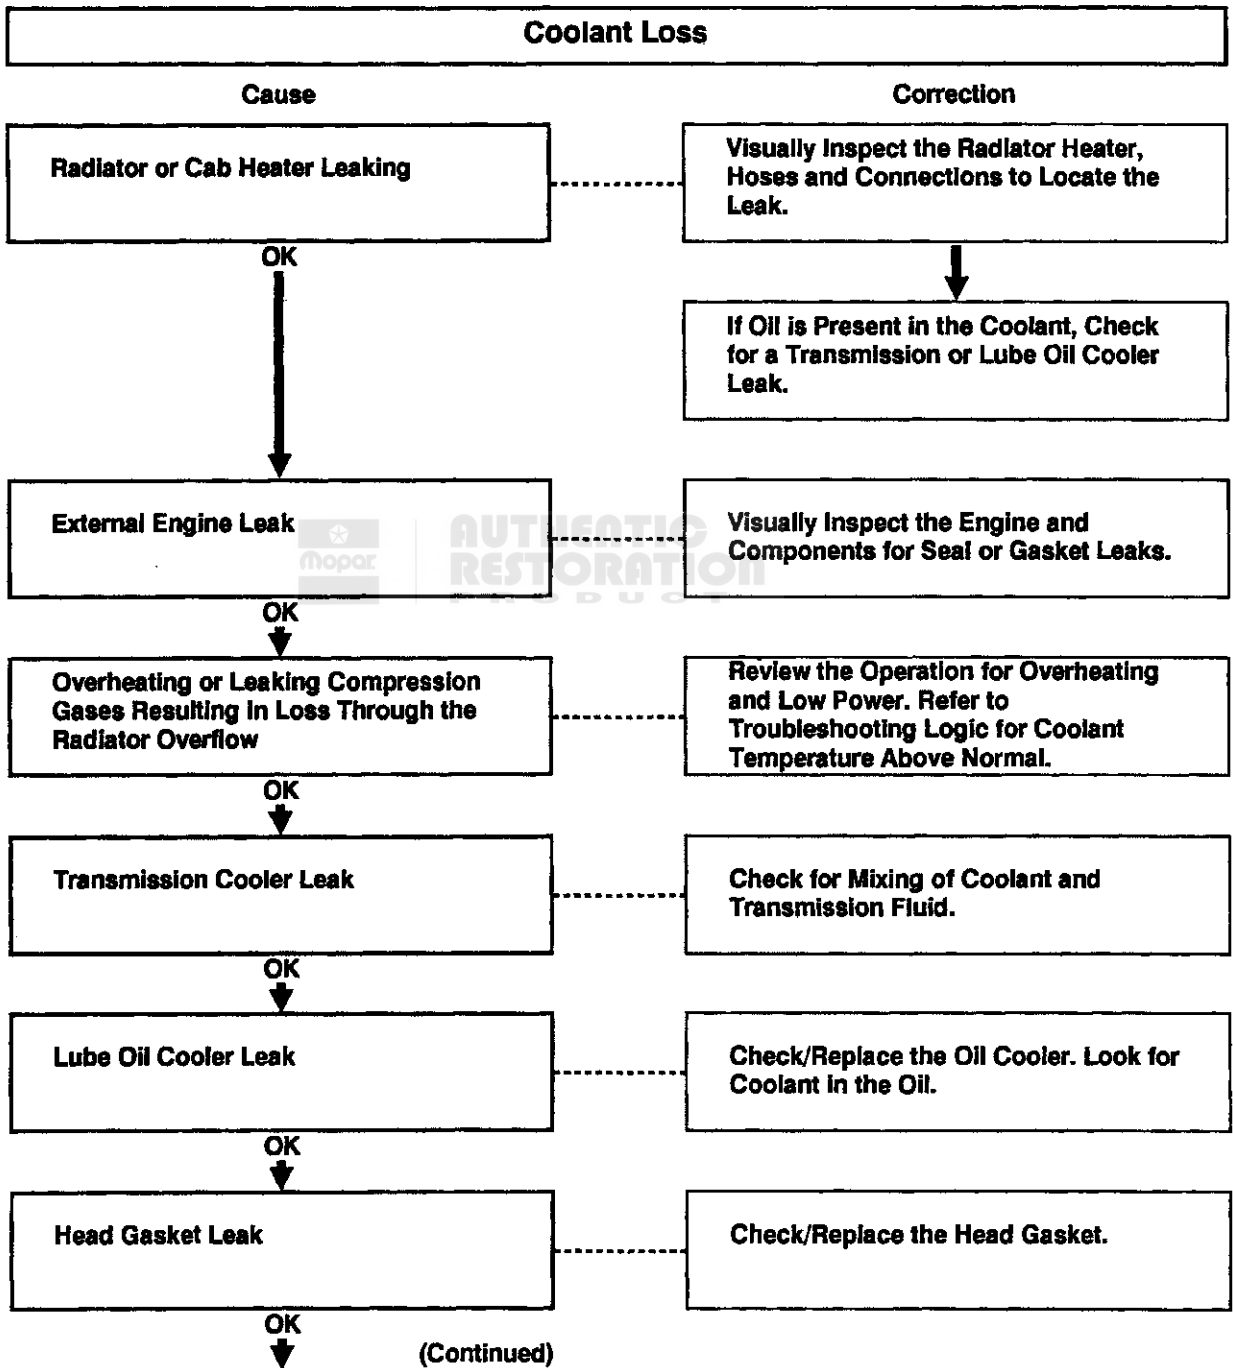 Coolant Loss
Cause
Correction
Radiator or Cab Heater Leaking
Visually Inspect the Radiator Heater,
Hoses and Connections to Locate the
Leak.
OK
If Oil is Present in the Coolant, Check
for a Transmission or Lube Oil Cooler
Leak.
External Engine Leak
Visually Inspect the Engine and
Components for Seal or Gasket Leaks.
Mopar
AUTHENTIC
RESTORATION
PRODUCT
OK
Overheating or Leaking Compression
Gases Resulting in Loss Through the
Radiator Overflow
Review the Operation for Overheating
and Low Power. Refer to
Troubleshooting Logic for Coolant
Temperature Above Normal.
OK
Transmission Cooler Leak
Check for Mixing of Coolant and
Transmission Fluid.
OK
Lube Oil Cooler Leak
Check/Replace the Oil Cooler. Look for
Coolant in the Oil.
OK
Head Gasket Leak
Check/Replace the Head Gasket.
OK
(Continued)